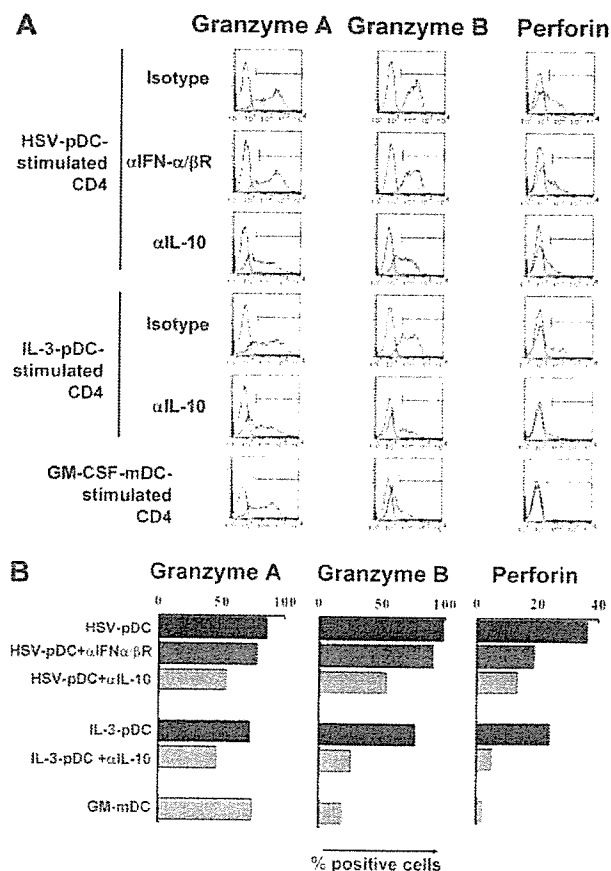 A
Granzyme A Granzyme B Perforin
Isotype
HSV-pDC-
stimulated
CD4
αIFN-α/βR
αIL-10
Isotype
IL-3-pDC-
stimulated
CD4
αIL-10
GM-CSF-mDC-
stimulated
CD4
B
Granzyme A Granzyme B Perforin
0 50 100 0 50 100 0 20 40
HSV-pDC
HSV-pDC+αIFNαβR
HSV-pDC+αIL-10
IL-3-pDC
IL-3-pDC +αIL-10
GM-mDC
% positive cells